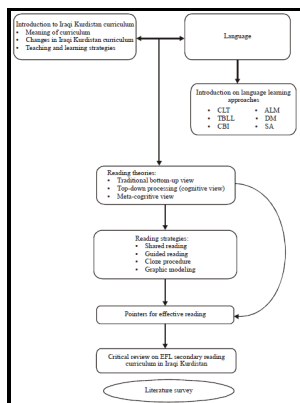 Introduction to Iraqi Kurdistan curriculum
• Meaning of curriculum
• Changes in Iraqi Kurdistan curriculum
• Teaching and learning strategies
Language
Introduction on language learning
approaches
• CLT • ALM
• TBLL • DM
• CBI • SA
Reading theories:
• Traditional bottom-up view
• Top-down processing (cognitive view)
• Meta-cognitive view
Reading strategies:
• Shared reading
• Guided reading
• Cloze procedure
• Graphic modeling
Pointers for effective reading
Critical review on EFL secondary reading
curriculum in Iraqi Kurdistan
Literature survey